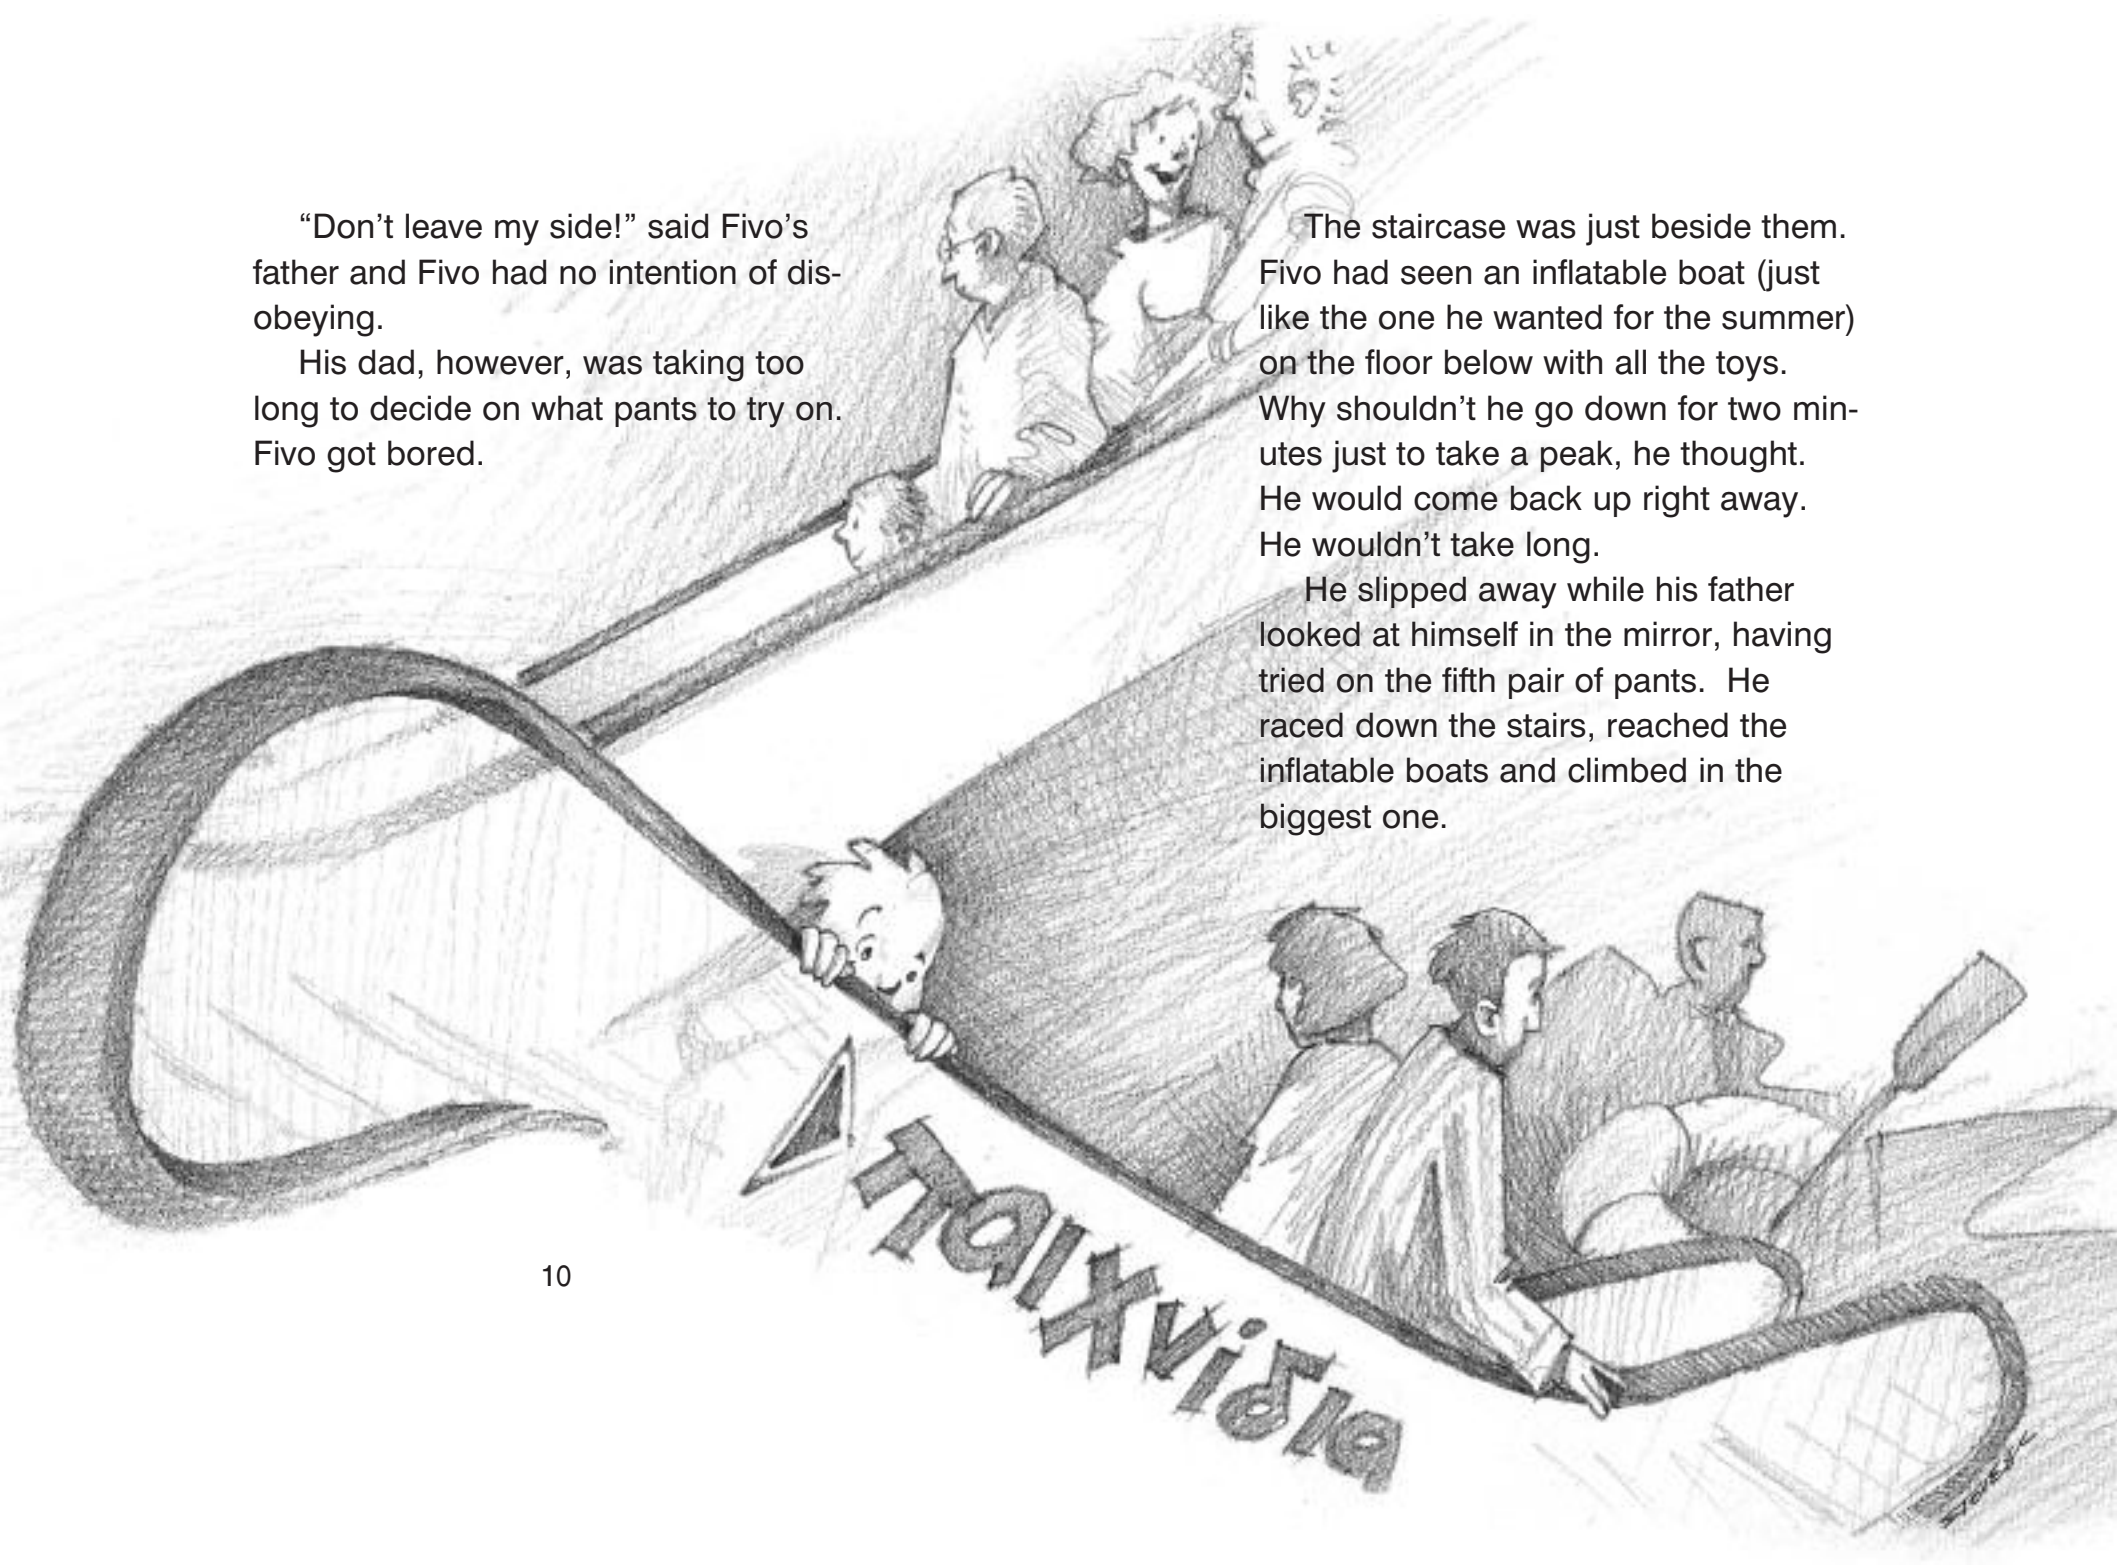 “Don’t leave my side!” said Fivo’s
father and Fivo had no intention of dis-
obeying.
His dad, however, was taking too
long to decide on what pants to try on.
Fivo got bored.
The staircase was just beside them.
Fivo had seen an inflatable boat (just
like the one he wanted for the summer)
on the floor below with all the toys.
Why shouldn’t he go down for two min-
utes just to take a peak, he thought.
He would come back up right away.
He wouldn’t take long.
He slipped away while his father
looked at himself in the mirror, having
tried on the fifth pair of pants.  He
raced down the stairs, reached the
inflatable boats and climbed in the
biggest one.
παιχνίδια
10